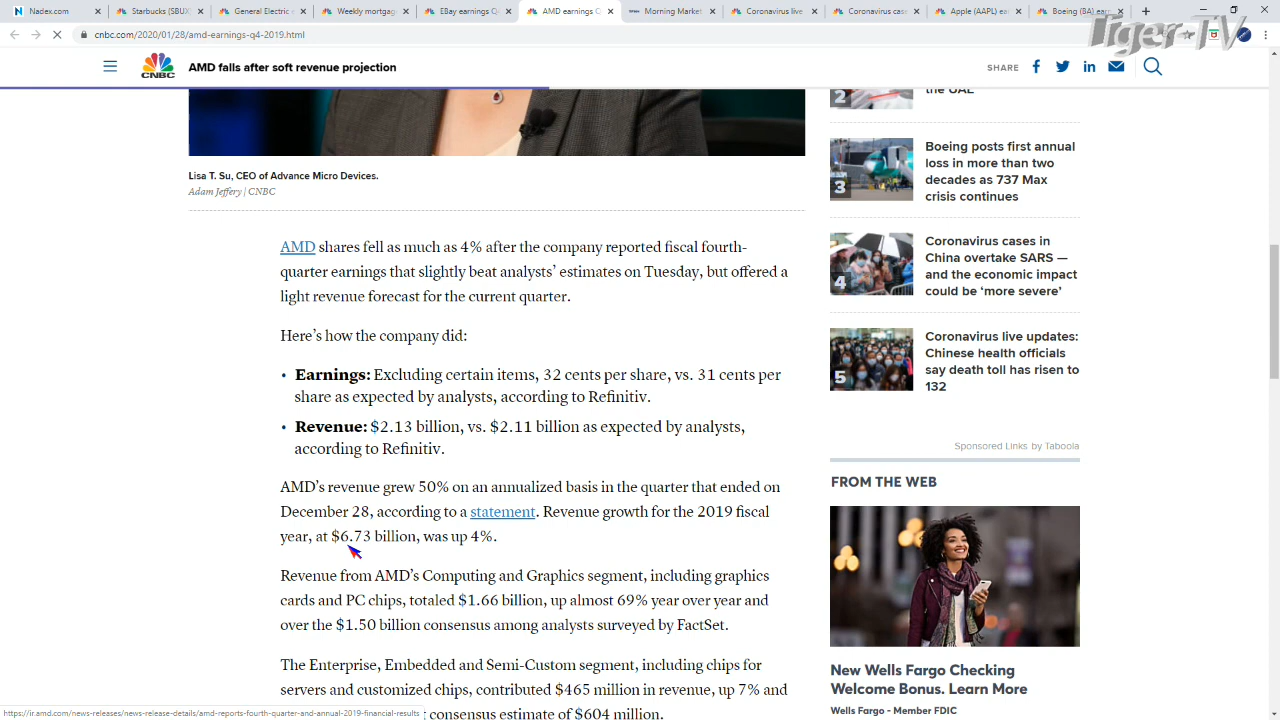 Nadex.com
Starbucks (SBUX
General Electric
Weekly mortgag
EBay earnings Q
AMD earnings
Morning Market
Coronavirus live
Coronavirus case
Apple (AAPL) ea
Boeing (BA) ear
Tiger-TV
cnbc.com/2020/01/28/amd-earnings-q4-2019.html
CNBC
AMD falls after soft revenue projection
SHARE
Lisa T. Su, CEO of Advance Micro Devices.
Adam Jeffery | CNBC
AMD shares fell as much as 4% after the company reported fiscal fourth-
quarter earnings that slightly beat analysts’ estimates on Tuesday, but offered a
light revenue forecast for the current quarter.
Here’s how the company did:
• Earnings: Excluding certain items, 32 cents per share, vs. 31 cents per
share as expected by analysts, according to Refinitiv.
• Revenue: $2.13 billion, vs. $2.11 billion as expected by analysts,
according to Refinitiv.
AMD’s revenue grew 50% on an annualized basis in the quarter that ended on
December 28, according to a statement. Revenue growth for the 2019 fiscal
year, at $6.73 billion, was up 4%.
Revenue from AMD’s Computing and Graphics segment, including graphics
cards and PC chips, totaled $1.66 billion, up almost 69% year over year and
over the $1.50 billion consensus among analysts surveyed by FactSet.
The Enterprise, Embedded and Semi-Custom segment, including chips for
servers and customized chips, contributed $465 million in revenue, up 7% and
consensus estimate of $604 million.
https://ir.amd.com/news-releases/news-release-details/amd-reports-fourth-quarter-and-annual-2019-financial-results
2
the UAE
3
Boeing posts first annual
loss in more than two
decades as 737 Max
crisis continues
4
Coronavirus cases in
China overtake SARS —
and the economic impact
could be ‘more severe’
5
Coronavirus live updates:
Chinese health officials
say death toll has risen to
132
Sponsored Links by Taboola
FROM THE WEB
New Wells Fargo Checking
Welcome Bonus. Learn More
Wells Fargo - Member FDIC